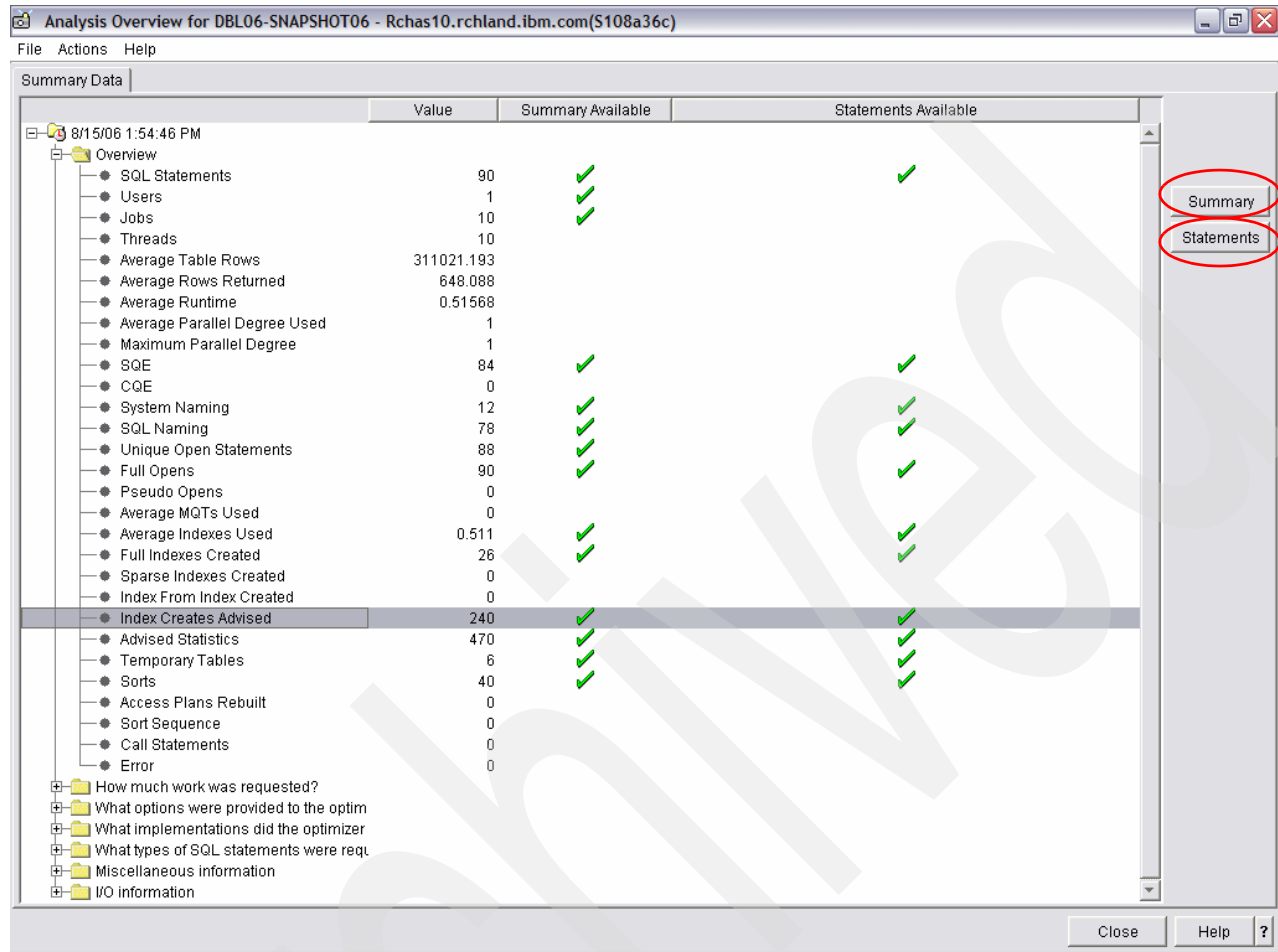 Analysis Overview for DBL06-SNAPSHOT06 - Rchas10.rchland.ibm.com(S108a36c)
File Actions Help
Summary Data
Value Summary Available Statements Available
8/15/06 1:54:46 PM
Overview
SQL Statements 90
Users 1
Jobs 10
Threads 10
Average Table Rows 311021.193
Average Rows Returned 648.088
Average Runtime 0.51568
Average Parallel Degree Used 1
Maximum Parallel Degree 1
SQE 84
CQE 0
System Naming 12
SQL Naming 78
Unique Open Statements 88
Full Opens 90
Pseudo Opens 0
Average MQTs Used 0
Average Indexes Used 0.511
Full Indexes Created 26
Sparse Indexes Created 0
Index From Index Created 0
Index Creates Advised 240
Advised Statistics 470
Temporary Tables 6
Sorts 40
Access Plans Rebuilt 0
Sort Sequence 0
Call Statements 0
Error 0
How much work was requested?
What options were provided to the optim
What implementations did the optimizer
What types of SQL statements were requ
Miscellaneous information
I/O information
Summary
Statements
Close Help ?